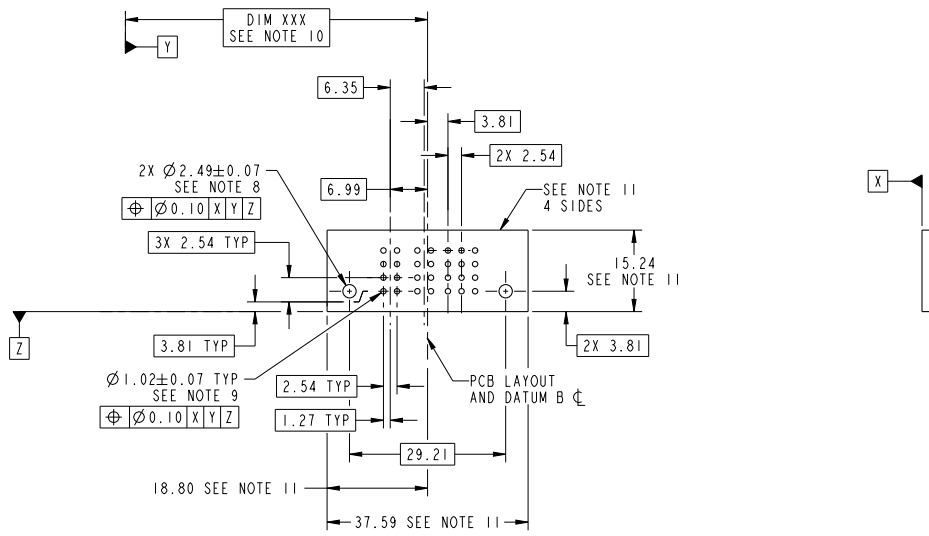 DIM XXX
SEE NOTE 10
Y
6.35
3.81
2X 2.54
2X Ø2.49±0.07
SEE NOTE 8
⌖ Ø0.10 X Y Z
6.99
SEE NOTE 11
4 SIDES
X
3X 2.54 TYP
15.24
SEE NOTE 11
Z
3.81 TYP
2X 3.81
Ø1.02±0.07 TYP
SEE NOTE 9
⌖ Ø0.10 X Y Z
2.54 TYP
PCB LAYOUT
AND DATUM B ℄
1.27 TYP
29.21
18.80 SEE NOTE 11
37.59 SEE NOTE 11